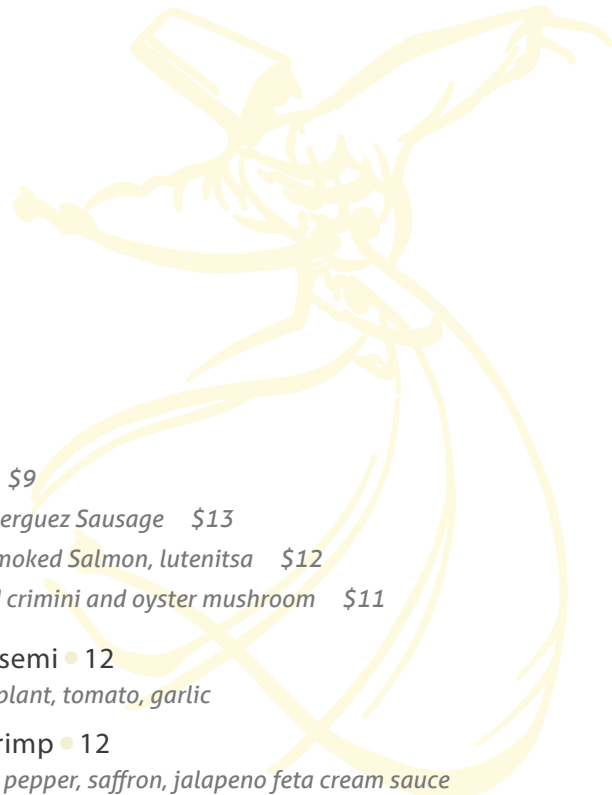 $9
erguez Sausage $13
moked Salmon, lutenitsa $12
crimini and oyster mushroom $11
semi • 12
plant, tomato, garlic
rimp • 12
pepper, saffron, jalapeno feta cream sauce